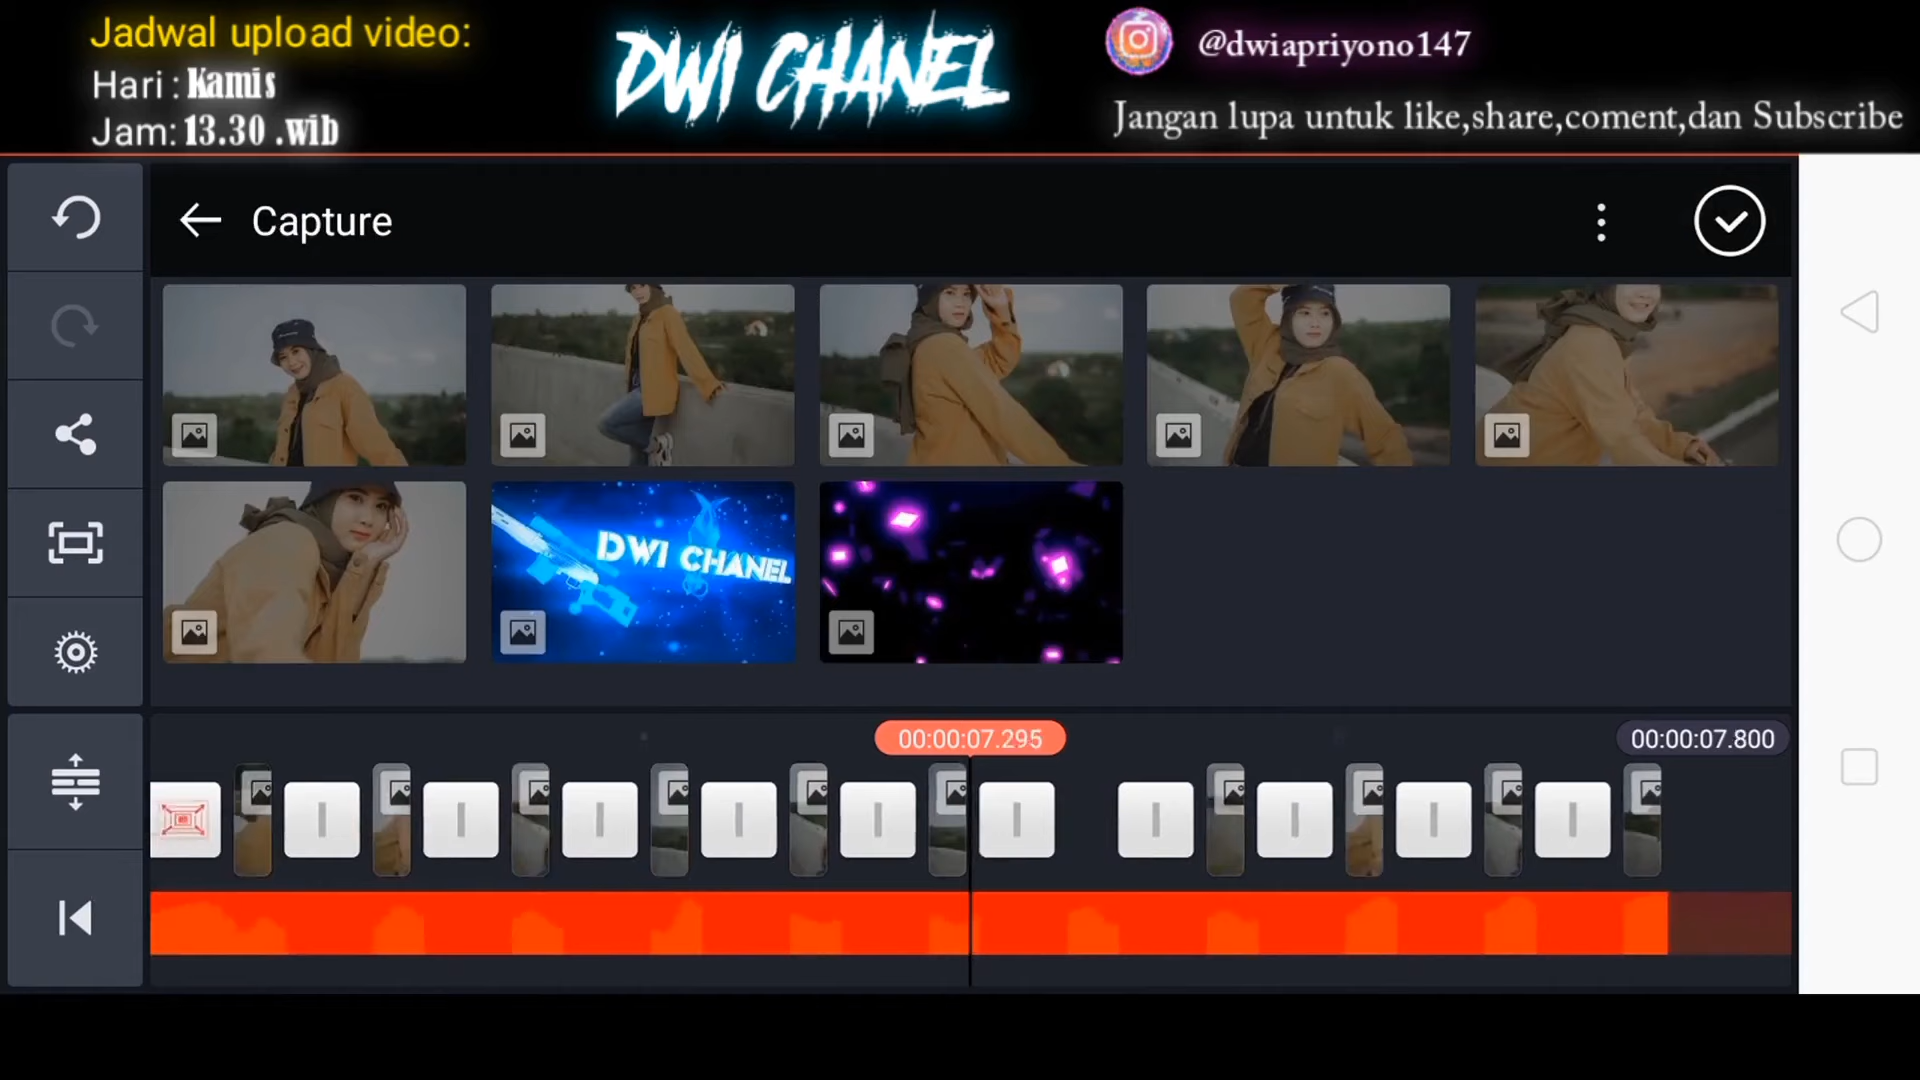 Jadwal upload video:
Hari : Kamis
Jam: 13.30 .wib
DWI CHANEL
@dwiapriyono147
Jangan lupa untuk like,share,coment,dan Subscribe
Capture
DWI CHANEL
00:00:07.295
00:00:07.800